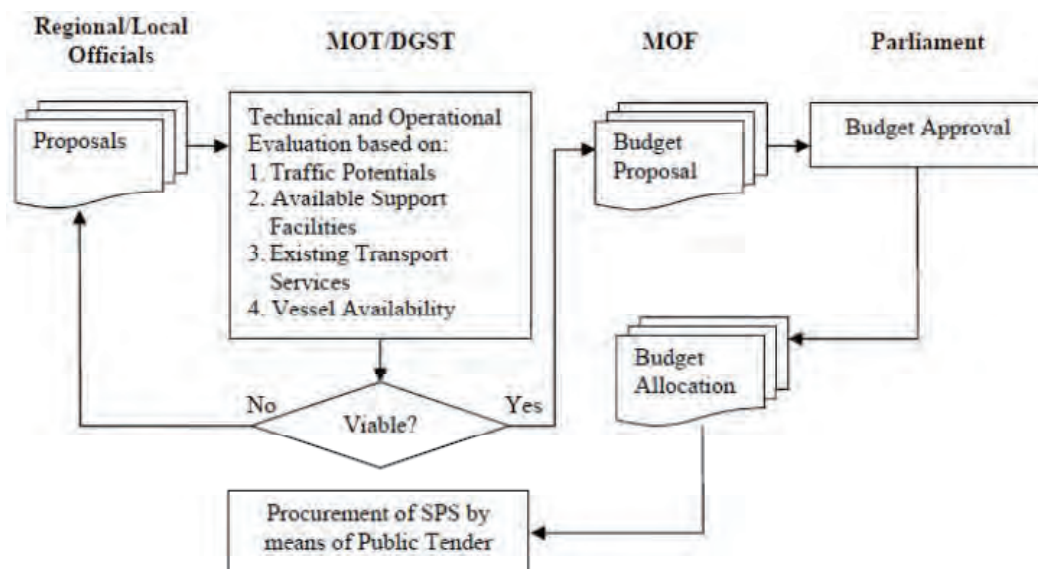 Regional/Local
Officials
MOT/DGST
MOF
Parliament
Proposals
Technical and Operational
Evaluation based on:
1. Traffic Potentials
2. Available Support
Facilities
3. Existing Transport
Services
4. Vessel Availability
Budget
Proposal
Budget Approval
Budget
Allocation
No
Viable?
Yes
Procurement of SPS by
means of Public Tender